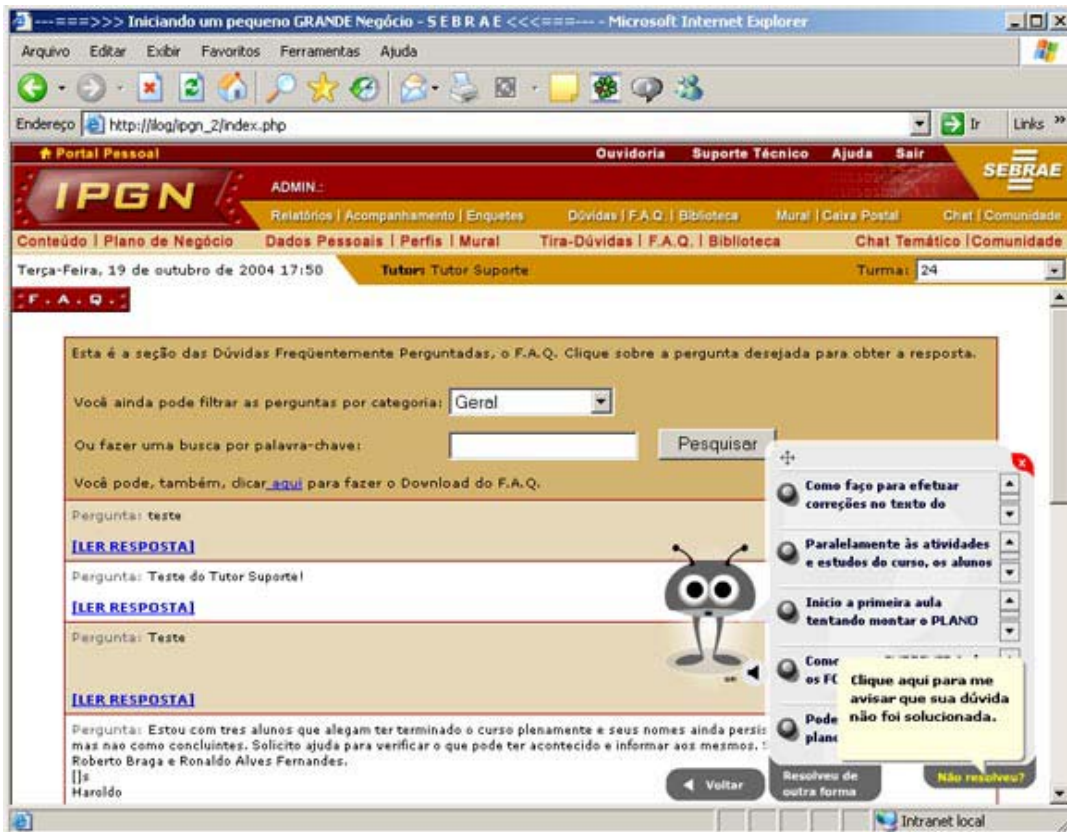 ---===>>> Iniciando um pequeno GRANDE Negócio - S E B R A E <<<===--- - Microsoft Internet Explorer
Arquivo Editar Exibir Favoritos Ferramentas Ajuda
Endereço http://ilog/ipgn_2/index.php Ir Links »
Portal Pessoal Ouvidoria Suporte Técnico Ajuda Sair
SEBRAE
IPGN
ADMIN.:
Relatórios | Acompanhamento | Enquetes Dúvidas | F.A.Q. | Biblioteca Mural | Caixa Postal Chat | Comunidade
Conteúdo | Plano de Negócio Dados Pessoais | Perfis | Mural Tira-Dúvidas | F.A.Q. | Biblioteca Chat Temático |Comunidade
Terça-Feira, 19 de outubro de 2004 17:50 Tutor: Tutor Suporte Turma: 24
F.A.Q.
Esta é a seção das Dúvidas Freqüentemente Perguntadas, o F.A.Q. Clique sobre a pergunta desejada para obter a resposta.
Você ainda pode filtrar as perguntas por categoria: Geral
Ou fazer uma busca por palavra-chave: Pesquisar
Você pode, também, clicar aqui para fazer o Download do F.A.Q.
Pergunta: teste
[LER RESPOSTA]
Pergunta: Teste do Tutor Suporte!
[LER RESPOSTA]
Pergunta: Teste
[LER RESPOSTA]
Pergunta: Estou com tres alunos que alegam ter terminado o curso plenamente e seus nomes ainda persis
mas nao como concluintes. Solicito ajuda para verificar o que pode ter acontecido e informar aos mesmos.
Roberto Braga e Ronaldo Alves Fernandes.
[]s
Haroldo
x
Como faço para efetuar
correções no texto do
Paralelamente às atividades
e estudos do curso, os alunos
Inicio a primeira aula
tentando montar o PLANO
Come
os FO
Pode
plano
Clique aqui para me
avisar que sua dúvida
não foi solucionada.
Voltar
Resolveu de
outra forma
Não resolveu?
Intranet local